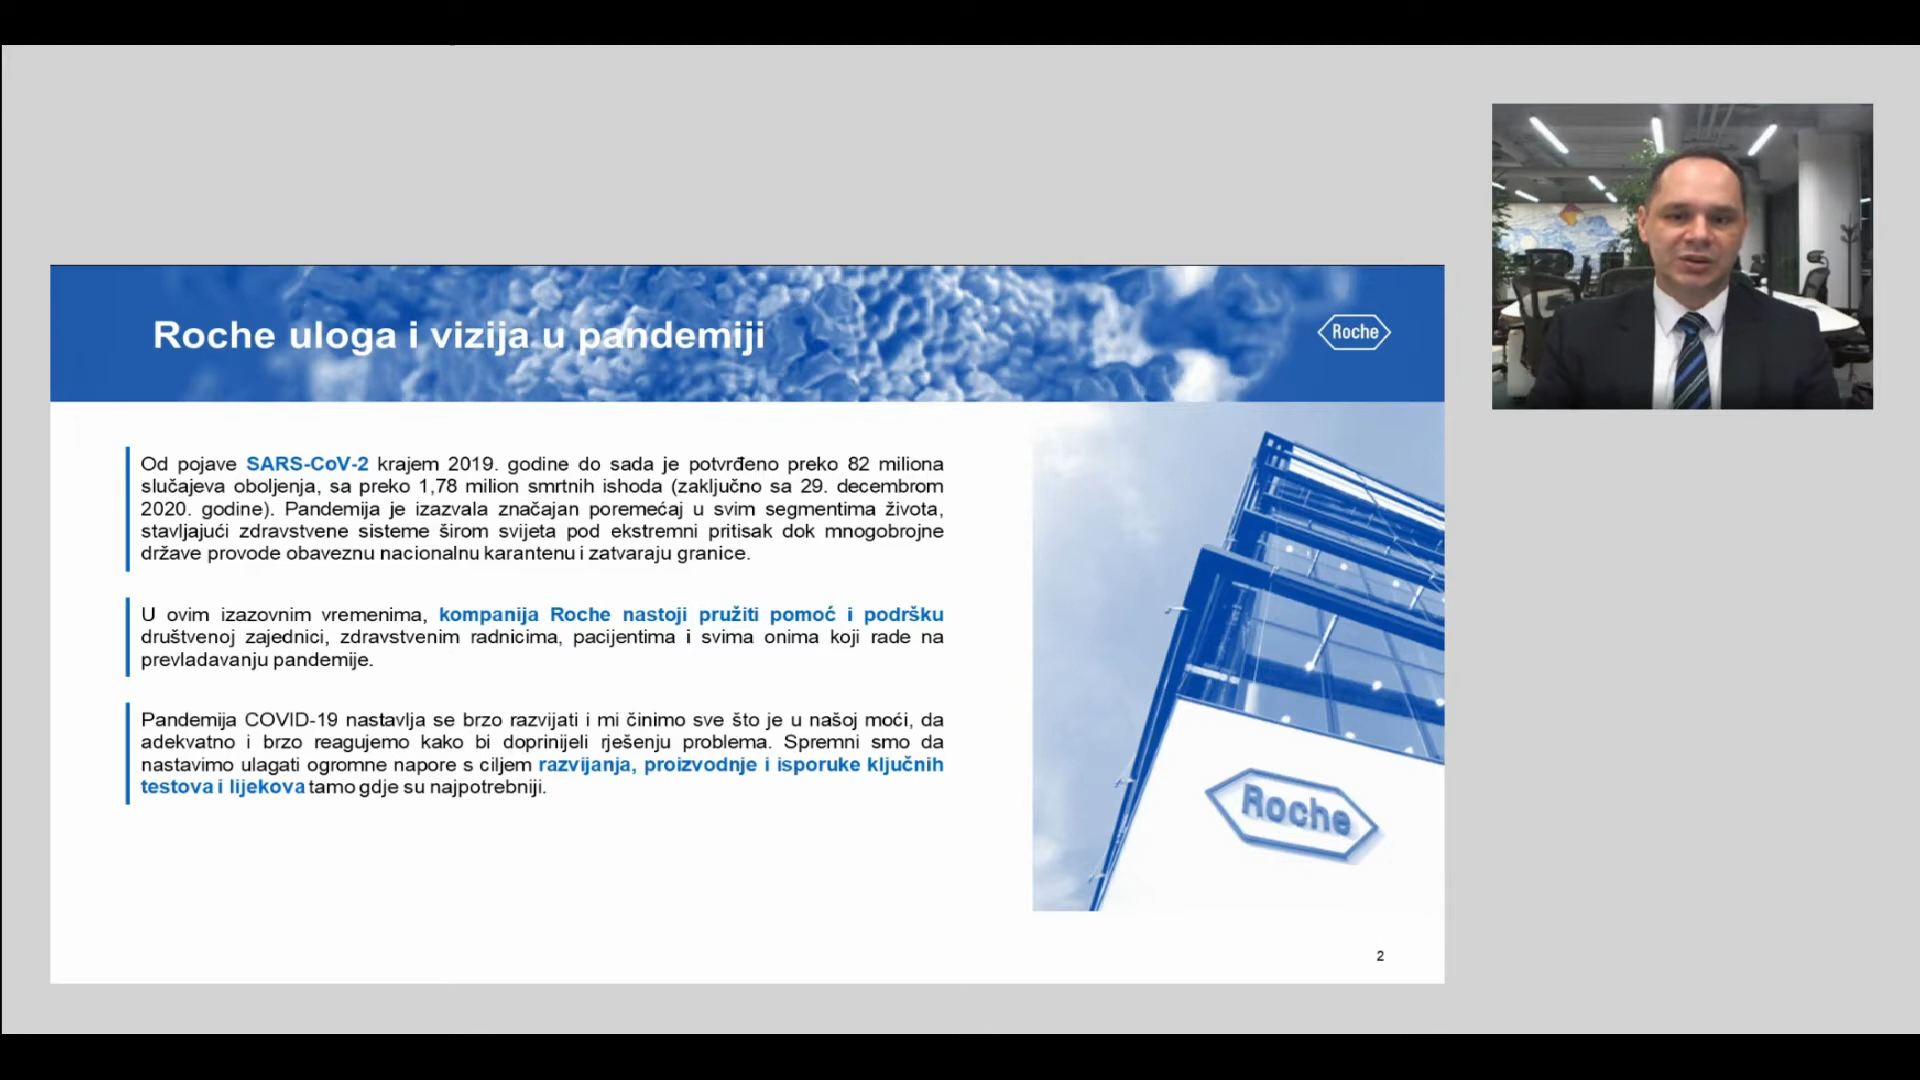 Roche uloga i vizija u pandemiji
Roche
Od pojave SARS-CoV-2 krajem 2019. godine do sada je potvrđeno preko 82 miliona
slučajeva oboljenja, sa preko 1,78 milion smrtnih ishoda (zaključno sa 29. decembrom
2020. godine). Pandemija je izazvala značajan poremećaj u svim segmentima života,
stavljajući zdravstvene sisteme širom svijeta pod ekstremni pritisak dok mnogobrojne
države provode obaveznu nacionalnu karantenu i zatvaraju granice.
U ovim izazovnim vremenima, kompanija Roche nastoji pružiti pomoć i podršku
društvenoj zajednici, zdravstvenim radnicima, pacijentima i svima onima koji rade na
prevladavanju pandemije.
Pandemija COVID-19 nastavlja se brzo razvijati i mi činimo sve što je u našoj moći, da
adekvatno i brzo reagujemo kako bi doprinijeli rješenju problema. Spremni smo da
nastavimo ulagati ogromne napore s ciljem razvijanja, proizvodnje i isporuke ključnih
testova i lijekova tamo gdje su najpotrebniji.
Roche
2